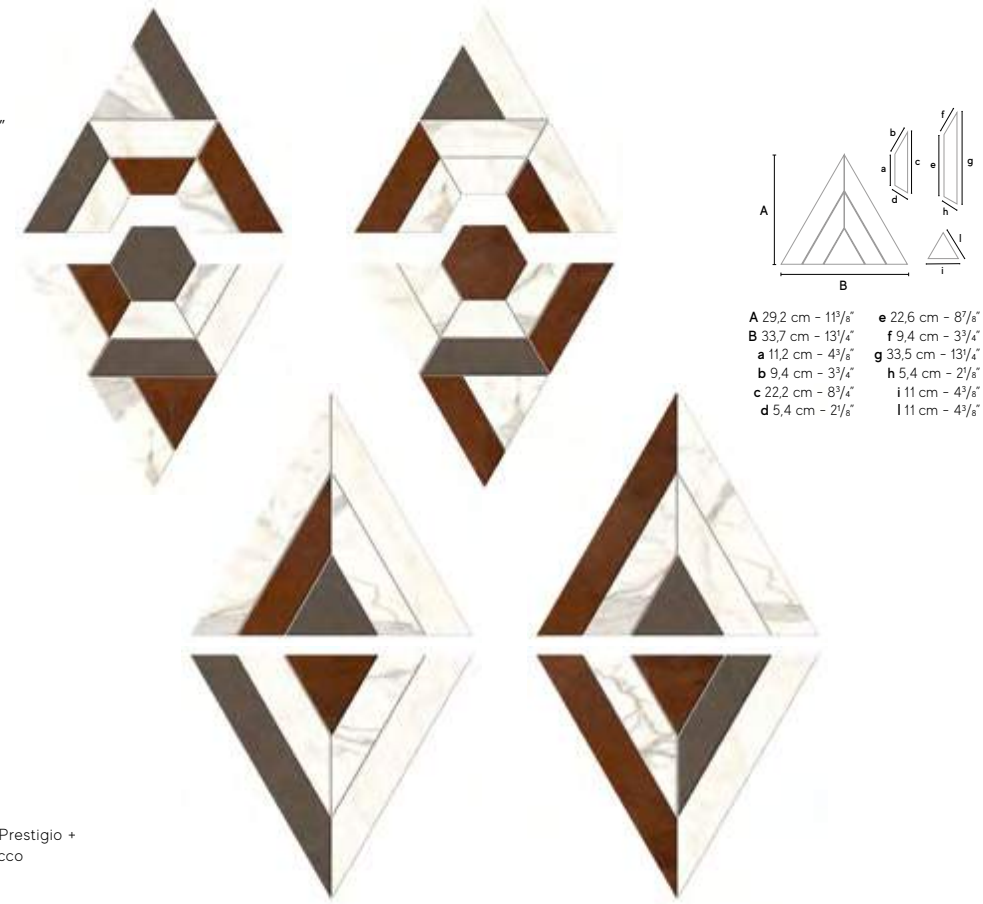 ”
f
b
a
c
e
g
d
h
A
l
i
B
A 29,2 cm - 11³/₈” e 22,6 cm - 8⁷/₈”
B 33,7 cm - 13¹/₄” f 9,4 cm - 3³/₄”
a 11,2 cm - 4³/₈” g 33,5 cm - 13¹/₄”
b 9,4 cm - 3³/₄” h 5,4 cm - 2¹/₈”
c 22,2 cm - 8³/₄” i 11 cm - 4³/₈”
d 5,4 cm - 2¹/₈” l 11 cm - 4³/₈”
Prestigio +
cco